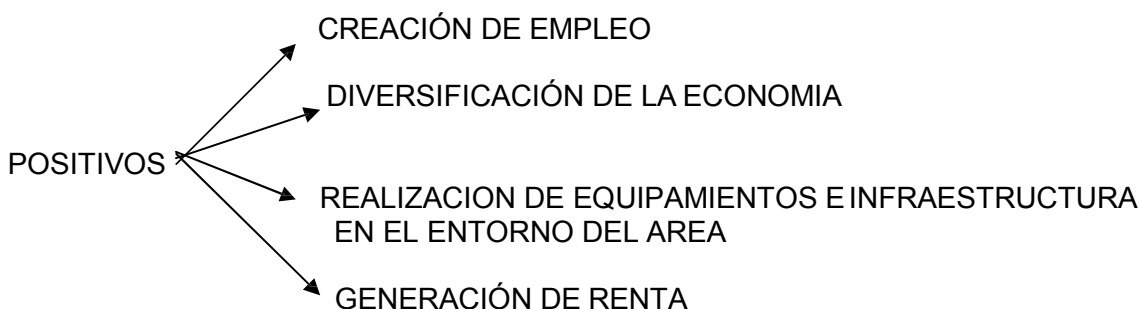 CREACIÓN DE EMPLEO
DIVERSIFICACIÓN DE LA ECONOMIA
POSITIVOS
REALIZACION DE EQUIPAMIENTOS E INFRAESTRUCTURA
EN EL ENTORNO DEL AREA
GENERACIÓN DE RENTA